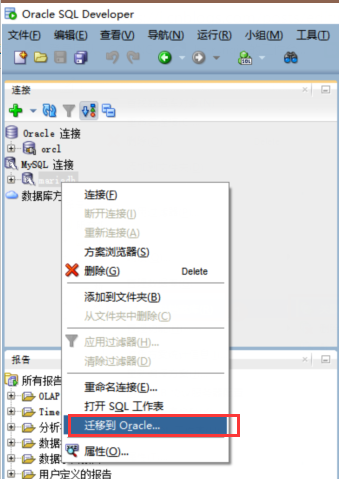 Oracle SQL Developer
文件(F) 编辑(E) 查看(V) 导航(N) 运行(R) 小组(M) 工具(T)
连接
Oracle 连接
orcl
MySQL 连接
数据库方
连接(F)
断开连接(I)
重新连接(A)
方案浏览器(S)
删除(G) Delete
添加到文件夹(B)
从文件夹中删除(C)
应用过滤器(H)...
清除过滤器(D)
重命名连接(E)...
打开 SQL 工作表
迁移到 Oracle...
属性(O)...
报告
所有报告
OLAP
Time
分析
数据
数据
用户定义的报告